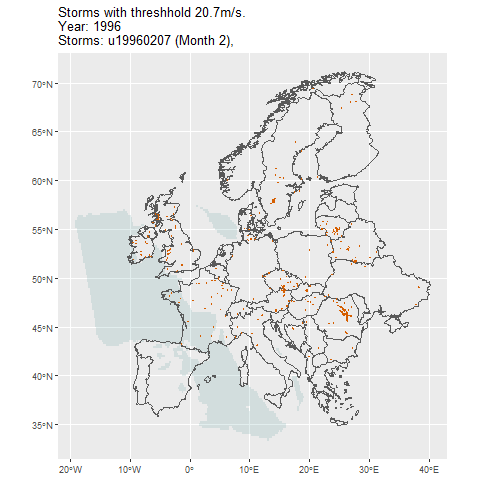 Storms with threshhold 20.7m/s.
Year: 1996
Storms: u19960207 (Month 2),
70°N
65°N
60°N
55°N
50°N
45°N
40°N
35°N
20°W
10°W
0°
10°E
20°E
30°E
40°E